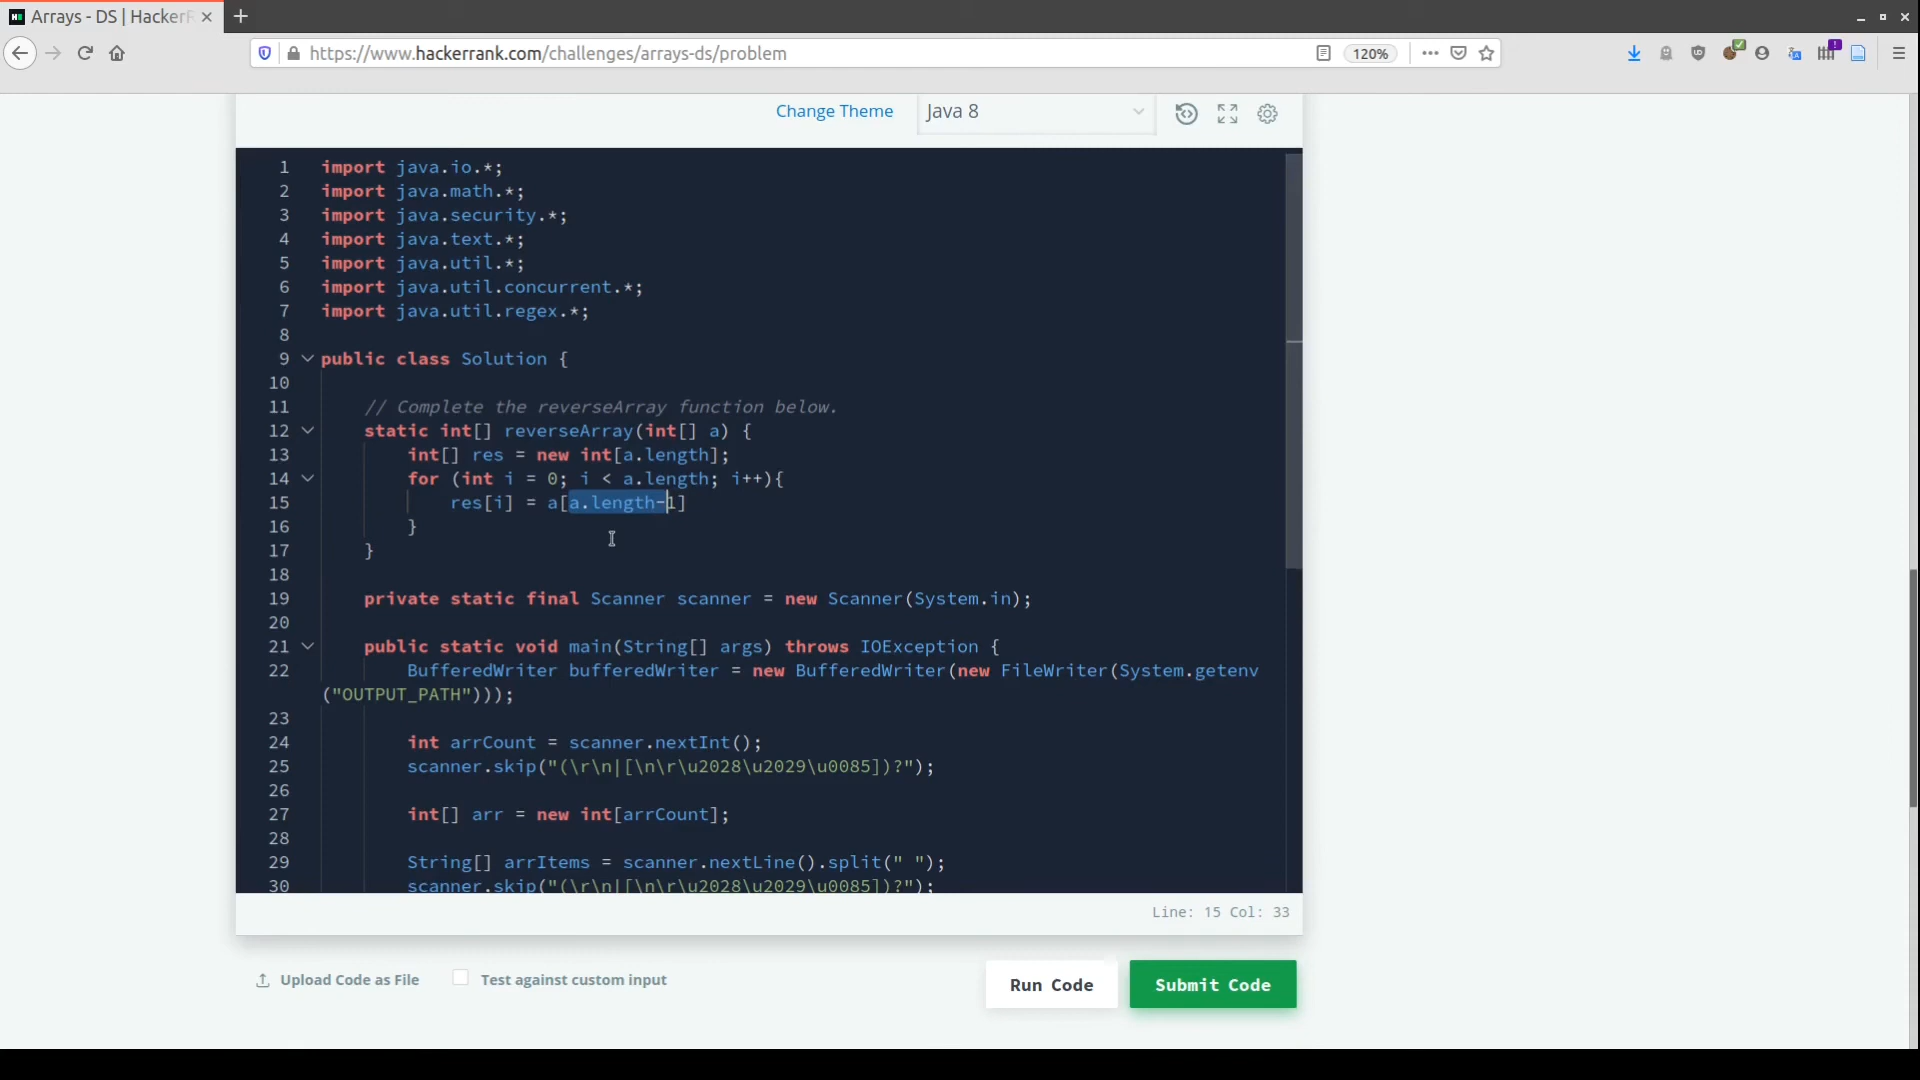 Arrays - DS | HackerR
https://www.hackerrank.com/challenges/arrays-ds/problem
120%
Change Theme
Java 8
1 import java.io.*;
2 import java.math.*;
3 import java.security.*;
4 import java.text.*;
5 import java.util.*;
6 import java.util.concurrent.*;
7 import java.util.regex.*;
8
9 public class Solution {
10
11 // Complete the reverseArray function below.
12 static int[] reverseArray(int[] a) {
13 int[] res = new int[a.length];
14 for (int i = 0; i < a.length; i++){
15 res[i] = a[a.length-1]
16 }
17 }
18
19 private static final Scanner scanner = new Scanner(System.in);
20
21 public static void main(String[] args) throws IOException {
22 BufferedWriter bufferedWriter = new BufferedWriter(new FileWriter(System.getenv
("OUTPUT_PATH")));
23
24 int arrCount = scanner.nextInt();
25 scanner.skip("(\r\n|[\n\r\u2028\u2029\u0085])?");
26
27 int[] arr = new int[arrCount];
28
29 String[] arrItems = scanner.nextLine().split(" ");
30 scanner.skip("(\r\n|[\n\r\u2028\u2029\u0085])?");
Line: 15 Col: 33
Upload Code as File
Test against custom input
Run Code
Submit Code